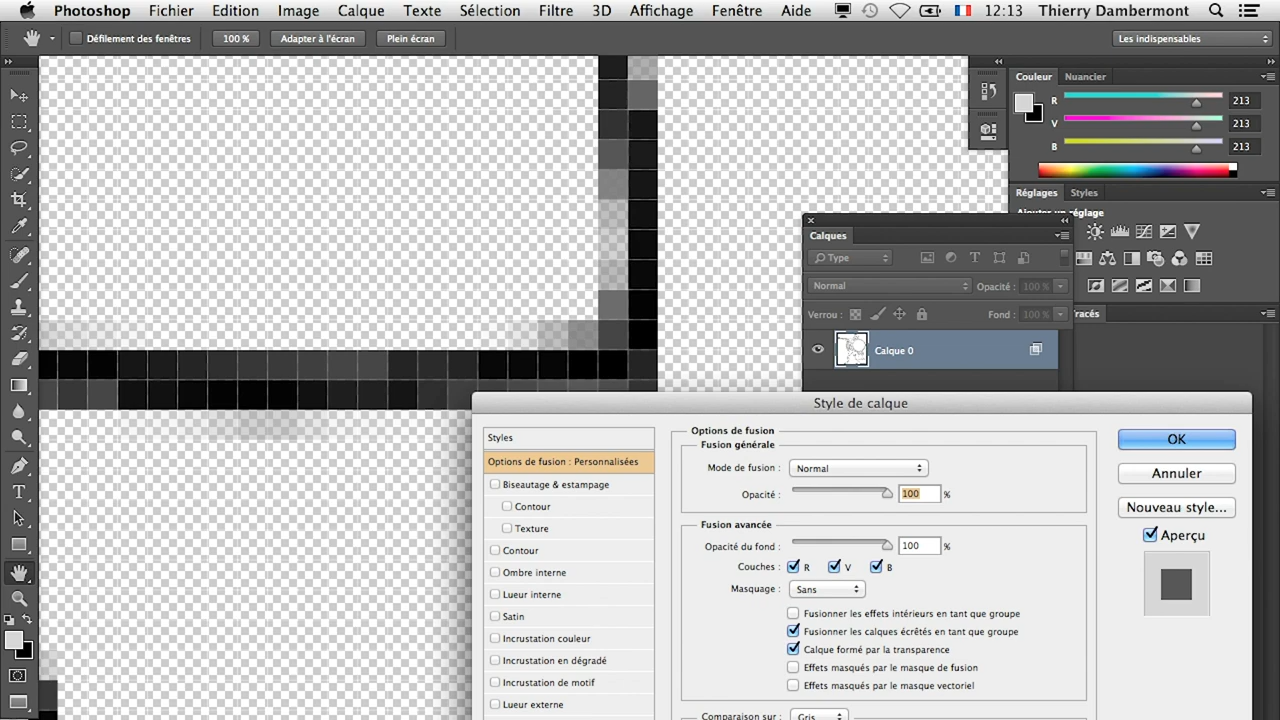 Photoshop Fichier Edition Image Calque Texte Sélection Filtre 3D Affichage Fenêtre Aide 12:13 Thierry Dambermont
Défilement des fenêtres 100 % Adapter à l'écran Plein écran Les indispensables
Couleur Nuancier
R 213
V 213
B 213
Réglages Styles
Ajouter un réglage
Calques
Type
Normal Opacité : 100 %
Verrou : Fond : 100 %
racés
Calque 0
Style de calque
Styles
Options de fusion : Personnalisées
Biseautage & estampage
Contour
Texture
Contour
Ombre interne
Lueur interne
Satin
Incrustation couleur
Incrustation en dégradé
Incrustation de motif
Lueur externe
Options de fusion
Fusion générale
Mode de fusion : Normal
Opacité : 100 %
Fusion avancée
Opacité du fond : 100 %
Couches : R V B
Masquage : Sans
Fusionner les effets intérieurs en tant que groupe
Fusionner les calques écrêtés en tant que groupe
Calque formé par la transparence
Effets masqués par le masque de fusion
Effets masqués par le masque vectoriel
Comparaison sur : Gris
OK
Annuler
Nouveau style...
Aperçu